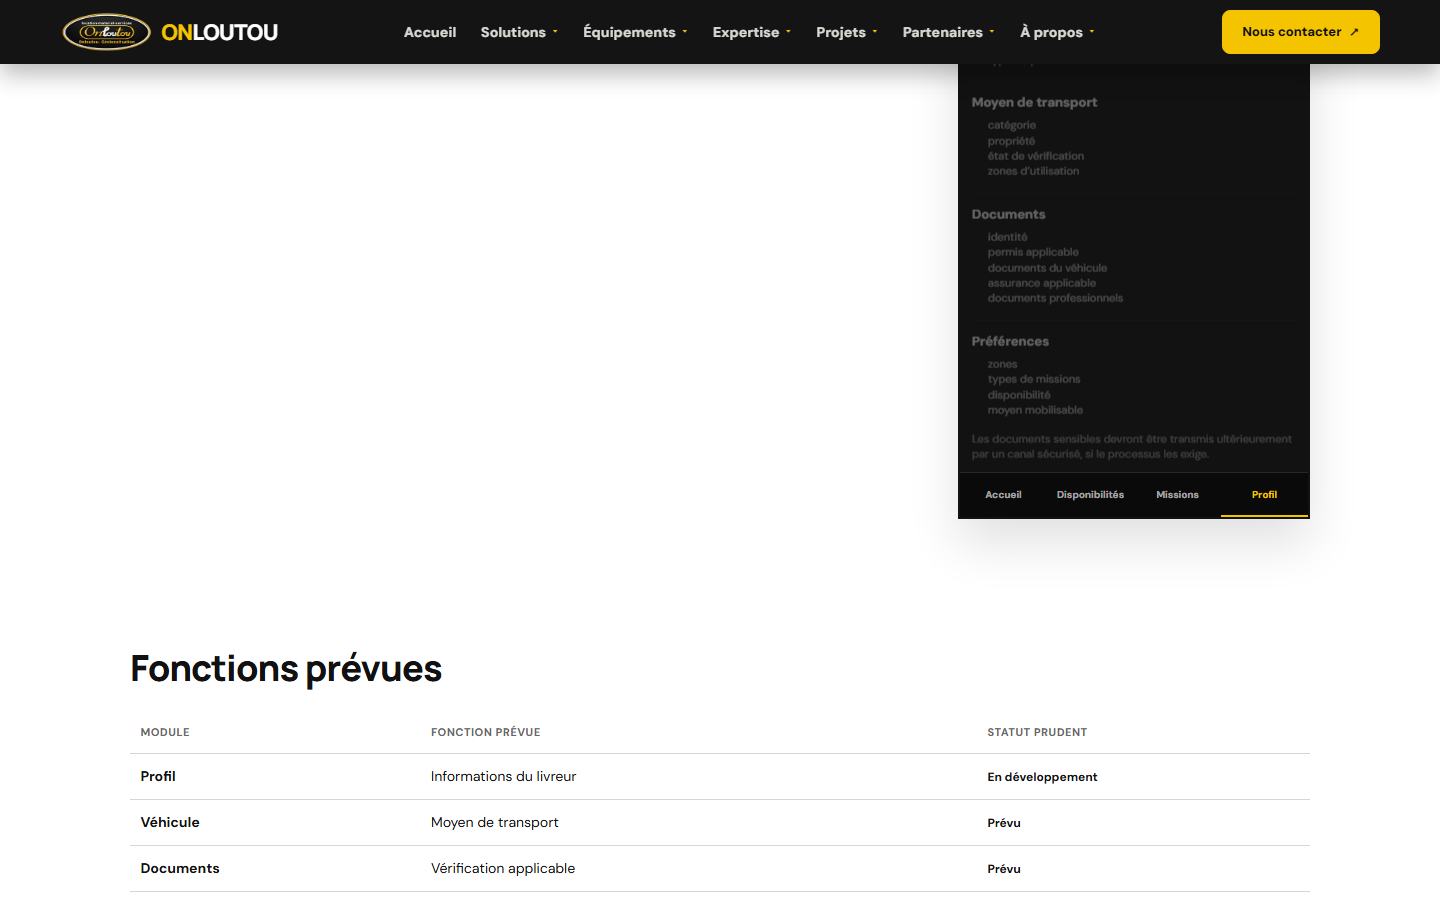 OnLoutou
ONLOUTOU
Accueil
Solutions
Équipements
Expertise
Projets
Partenaires
À propos
Nous contacter ↗
Moyen de transport
catégorie
propriété
état de vérification
zones d'utilisation
Documents
identité
permis applicable
documents du véhicule
assurance applicable
documents professionnels
Préférences
zones
types de missions
disponibilité
moyen mobilisable
Les documents sensibles devront être transmis ultérieurement
par un canal sécurisé, si le processus les exige.
Accueil
Disponibilités
Missions
Profil
Fonctions prévues
MODULE
FONCTION PRÉVUE
STATUT PRUDENT
Profil
Informations du livreur
En développement
Véhicule
Moyen de transport
Prévu
Documents
Vérification applicable
Prévu